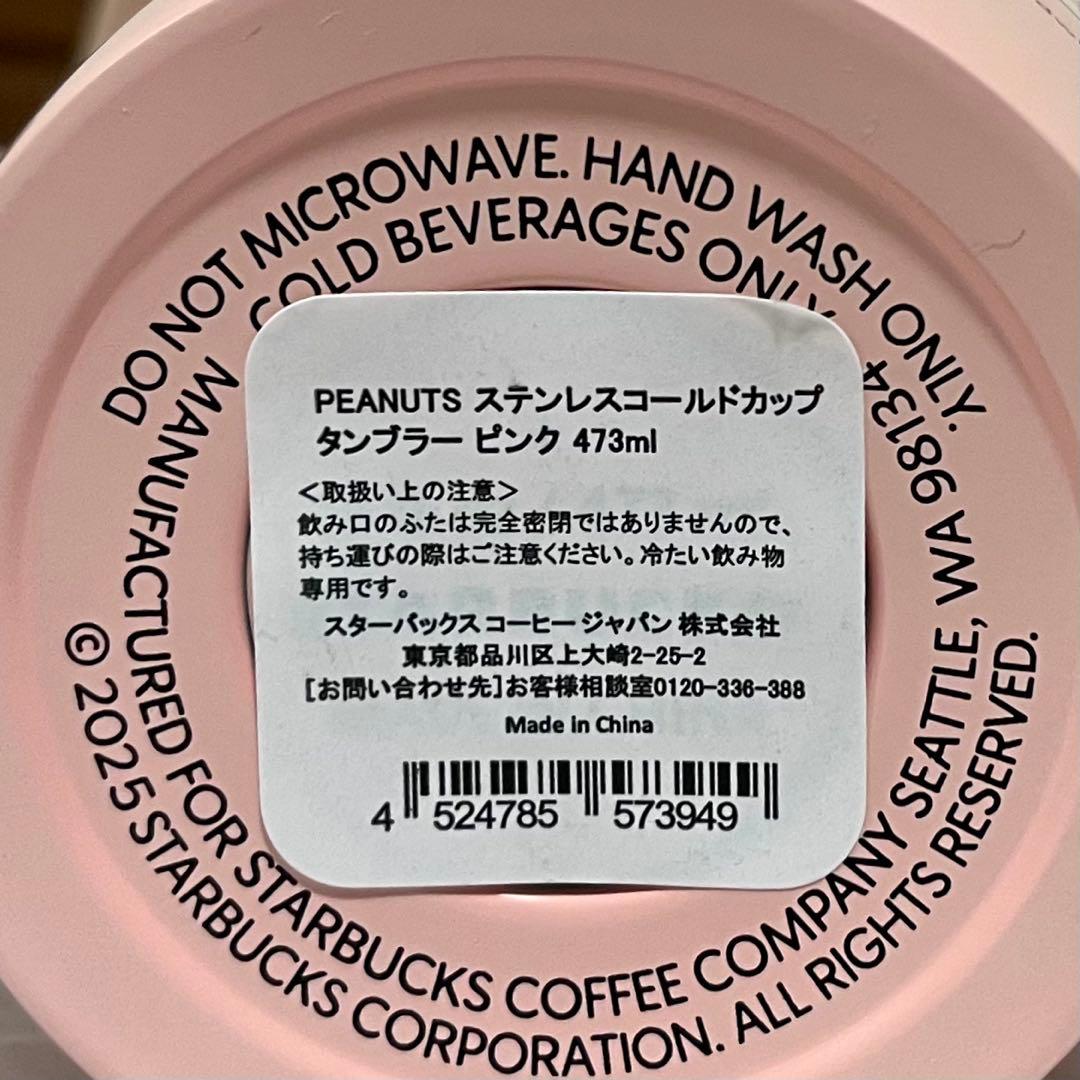 DO NOT MICROWAVE. HAND WASH ONLY.
COLD BEVERAGES ONLY.
MANUFACTURED FOR STARBUCKS COFFEE COMPANY SEATTLE, WA 98134
© 2025 STARBUCKS CORPORATION. ALL RIGHTS RESERVED.
PEANUTS ステンレスコールドカップ
タンブラー ピンク 473ml
＜取扱い上の注意＞
飲み口のふたは完全密閉ではありませんので、
持ち運びの際はご注意ください。冷たい飲み物
専用です。
スターバックス コーヒー ジャパン 株式会社
東京都品川区上大崎2-25-2
[お問い合わせ先]お客様相談室0120-336-388
Made in China
4 524785 573949